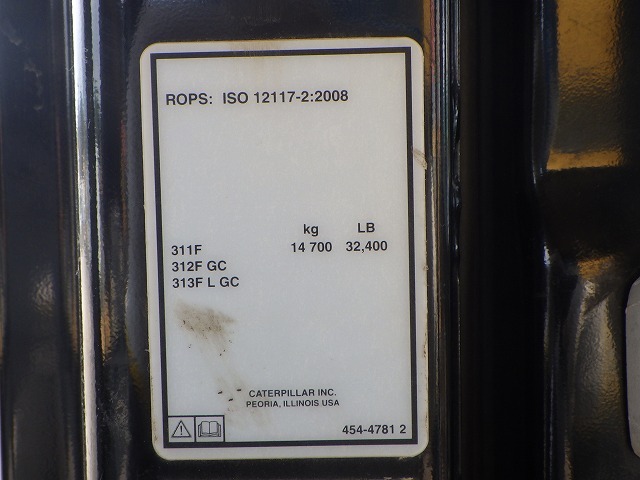 ROPS: ISO 12117-2:2008
kg LB
311F 14 700 32,400
312F GC
313F L GC
CATERPILLAR INC.
PEORIA, ILLINOIS USA
454-4781 2